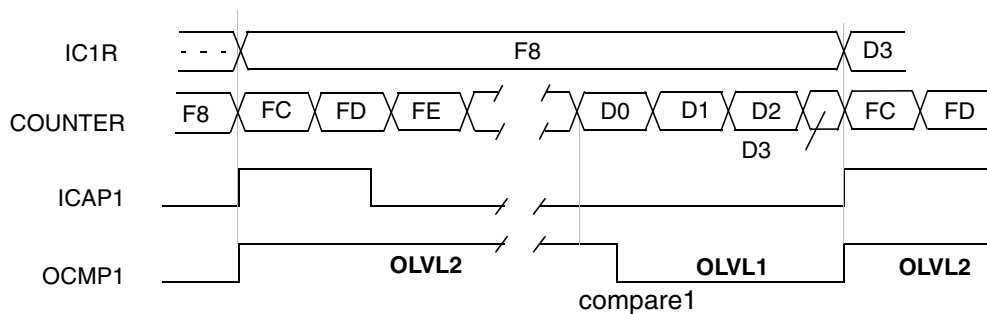 IC1R - - - - F8 D3
COUNTER F8 FC FD FE D0 D1 D2 FC FD
D3
ICAP1
OCMP1 OLVL2 OLVL1 OLVL2
compare1